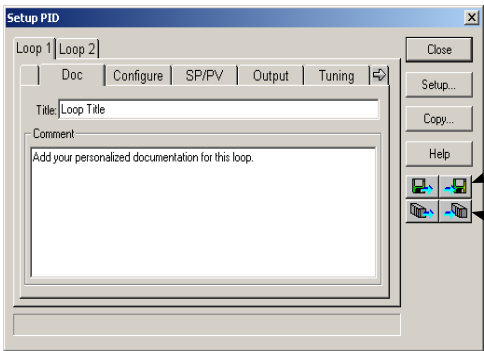 Setup PID
Loop 1 Loop 2
Doc Configure SP/PV Output Tuning
Title: Loop Title
Comment
Add your personalized documentation for this loop.
Close
Setup...
Copy...
Help